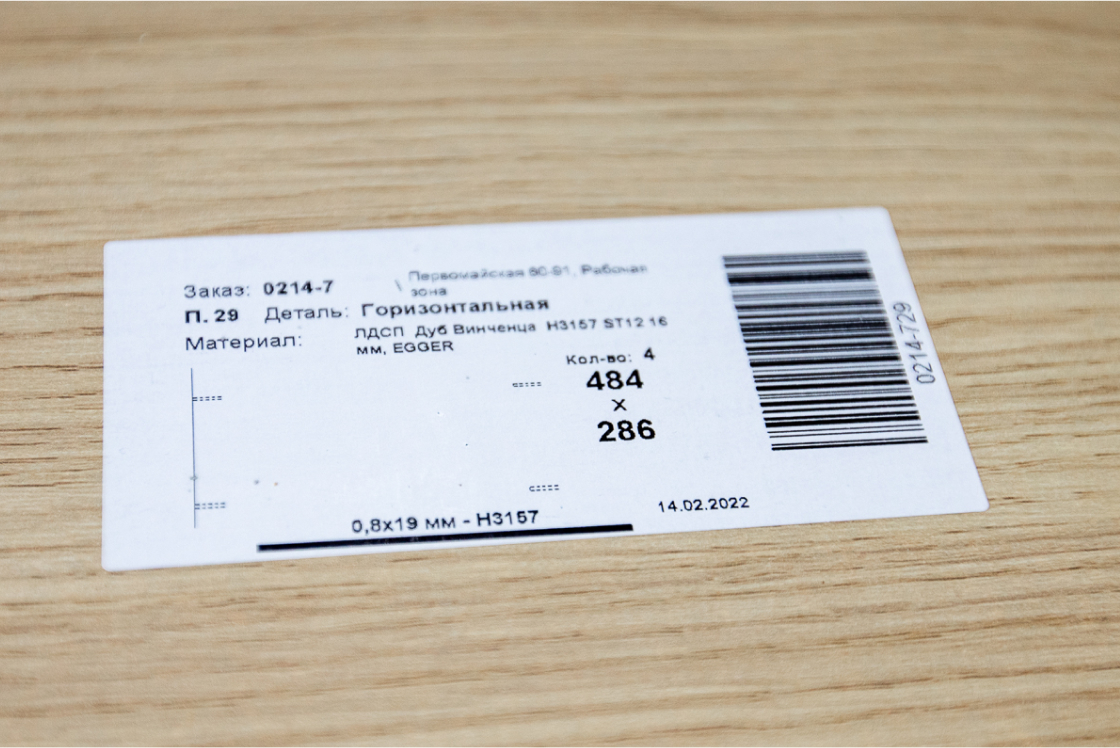 Заказ: 0214-7
Первомайская 60-91, Рабочая
зона
П. 29 Деталь: Горизонтальная
Материал: ЛДСП Дуб Винченца H3157 ST12 16
мм, EGGER
Кол-во: 4
484
x
286
0,8x19 мм - H3157
14.02.2022
0214-729